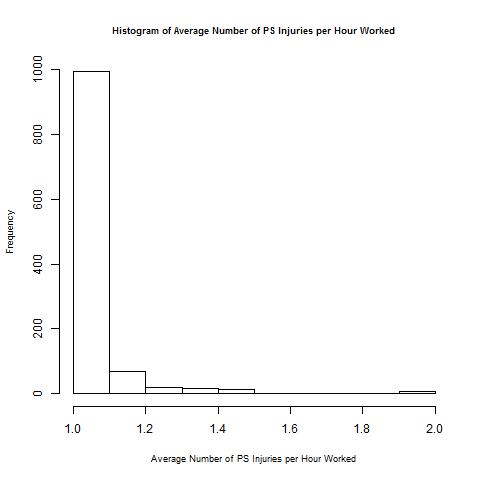 Histogram of Average Number of PS Injuries per Hour Worked
1000
800
600
400
200
0
Frequency
1.0 1.2 1.4 1.6 1.8 2.0
Average Number of PS Injuries per Hour Worked